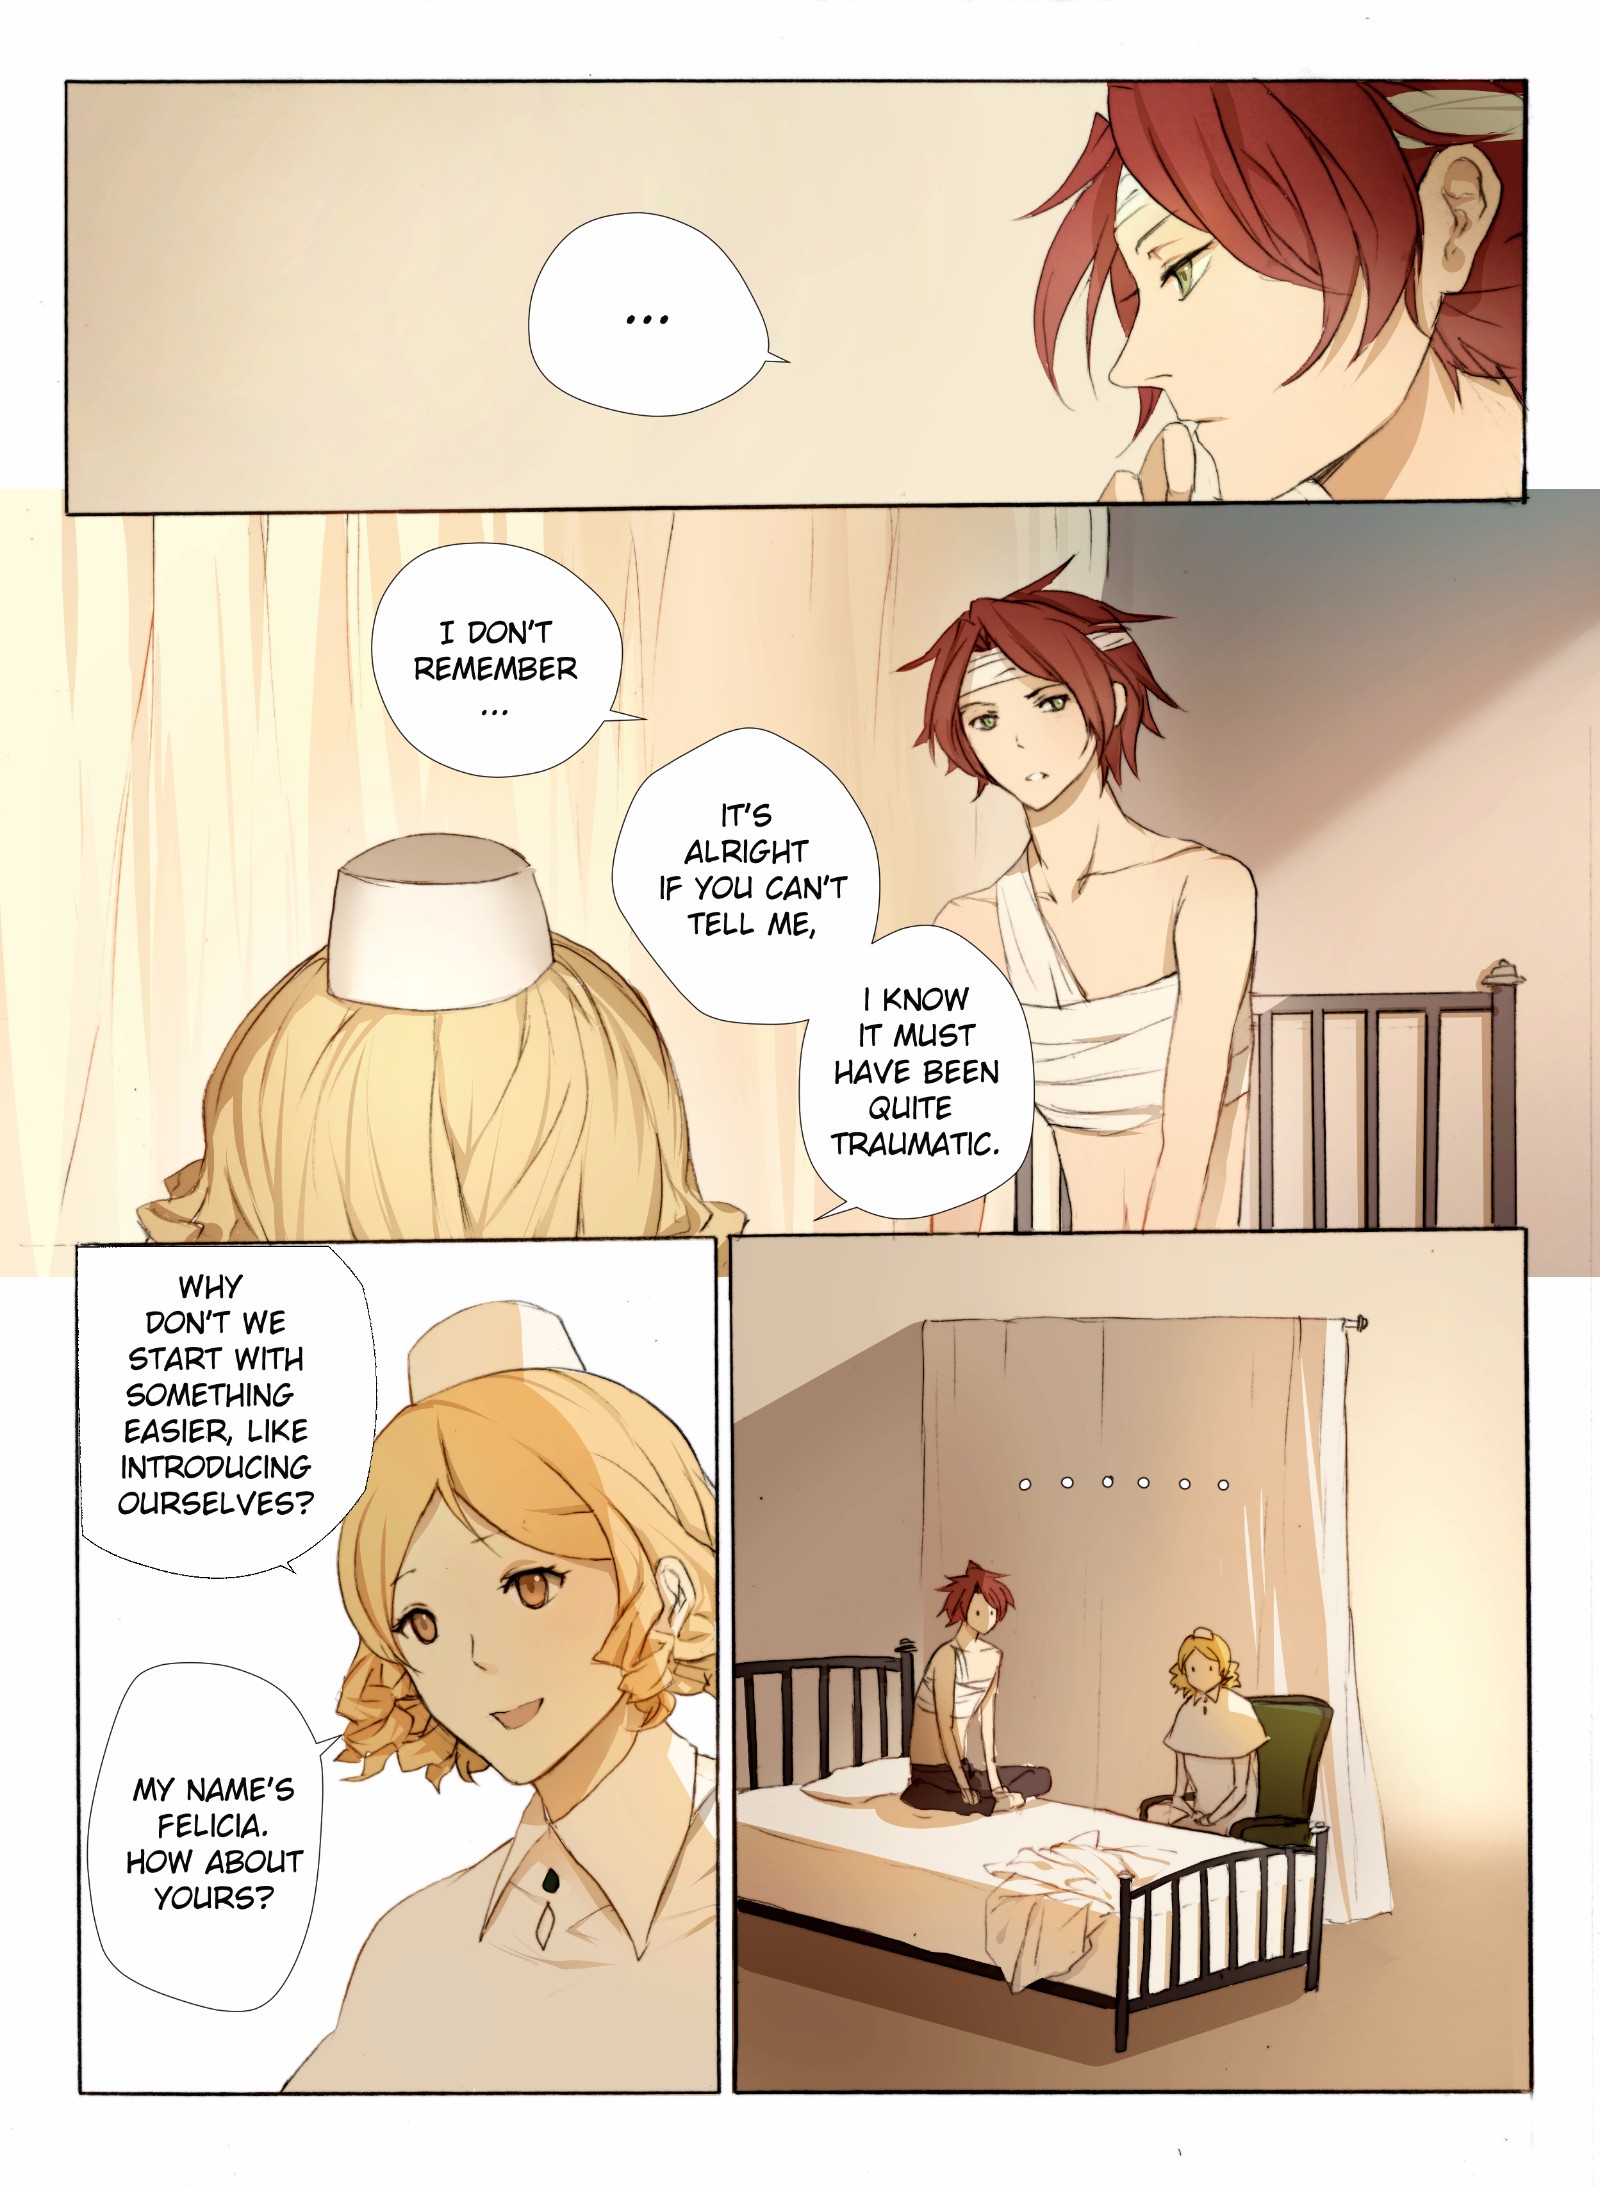 ...
I DON'T
REMEMBER
...
IT'S
ALRIGHT
IF YOU CAN'T
TELL ME,
I KNOW
IT MUST
HAVE BEEN
QUITE
TRAUMATIC.
WHY
DON'T WE
START WITH
SOMETHING
EASIER, LIKE
INTRODUCING
OURSELVES?
MY NAME'S
FELICIA.
HOW ABOUT
YOURS?
......